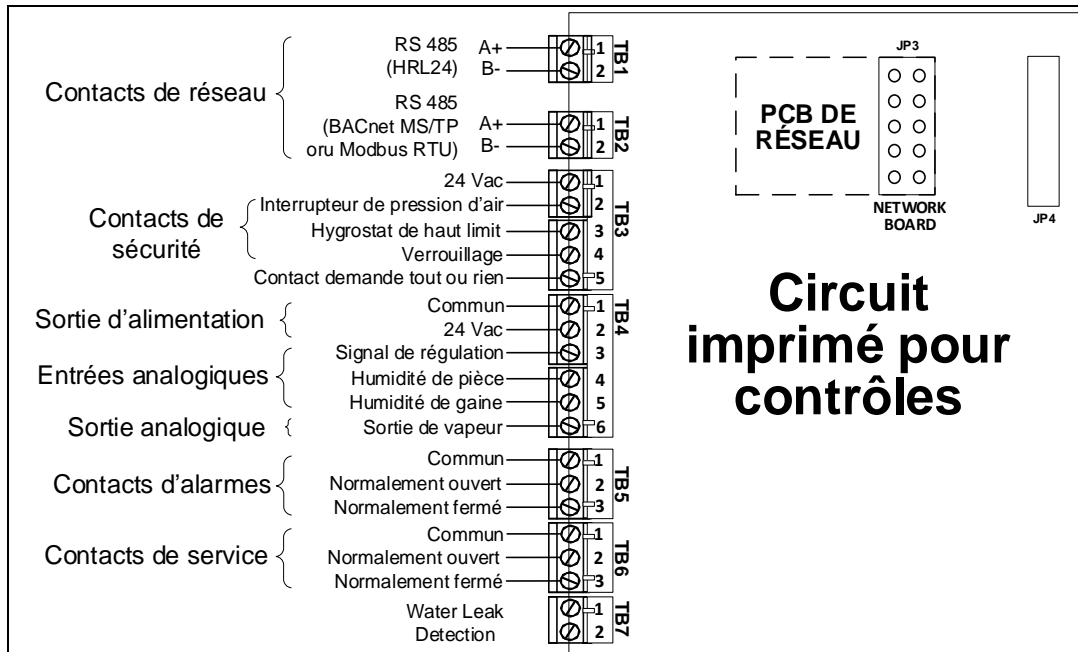 Contacts de réseau
RS 485
(HRL24)
A+
B-
1
2
TB1
RS 485
(BACnet MS/TP
oru Modbus RTU)
A+
B-
1
2
TB2
Contacts de
sécurité
24 Vac
Interrupteur de pression d'air
Hygrostat de haut limit
Verrouillage
Contact demande tout ou rien
1
2
3
4
5
TB3
Sortie d'alimentation
Commun
24 Vac
Entrées analogiques
Signal de régulation
Humidité de pièce
Humidité de gaine
Sortie analogique
Sortie de vapeur
1
2
3
4
5
6
TB4
Contacts d'alarmes
Commun
Normalement ouvert
Normalement fermé
1
2
3
TB5
Contacts de service
Commun
Normalement ouvert
Normalement fermé
1
2
3
TB6
Water Leak
Detection
1
2
TB7
PCB DE
RÉSEAU
JP3
NETWORK
BOARD
JP4
Circuit
imprimé pour
contrôles